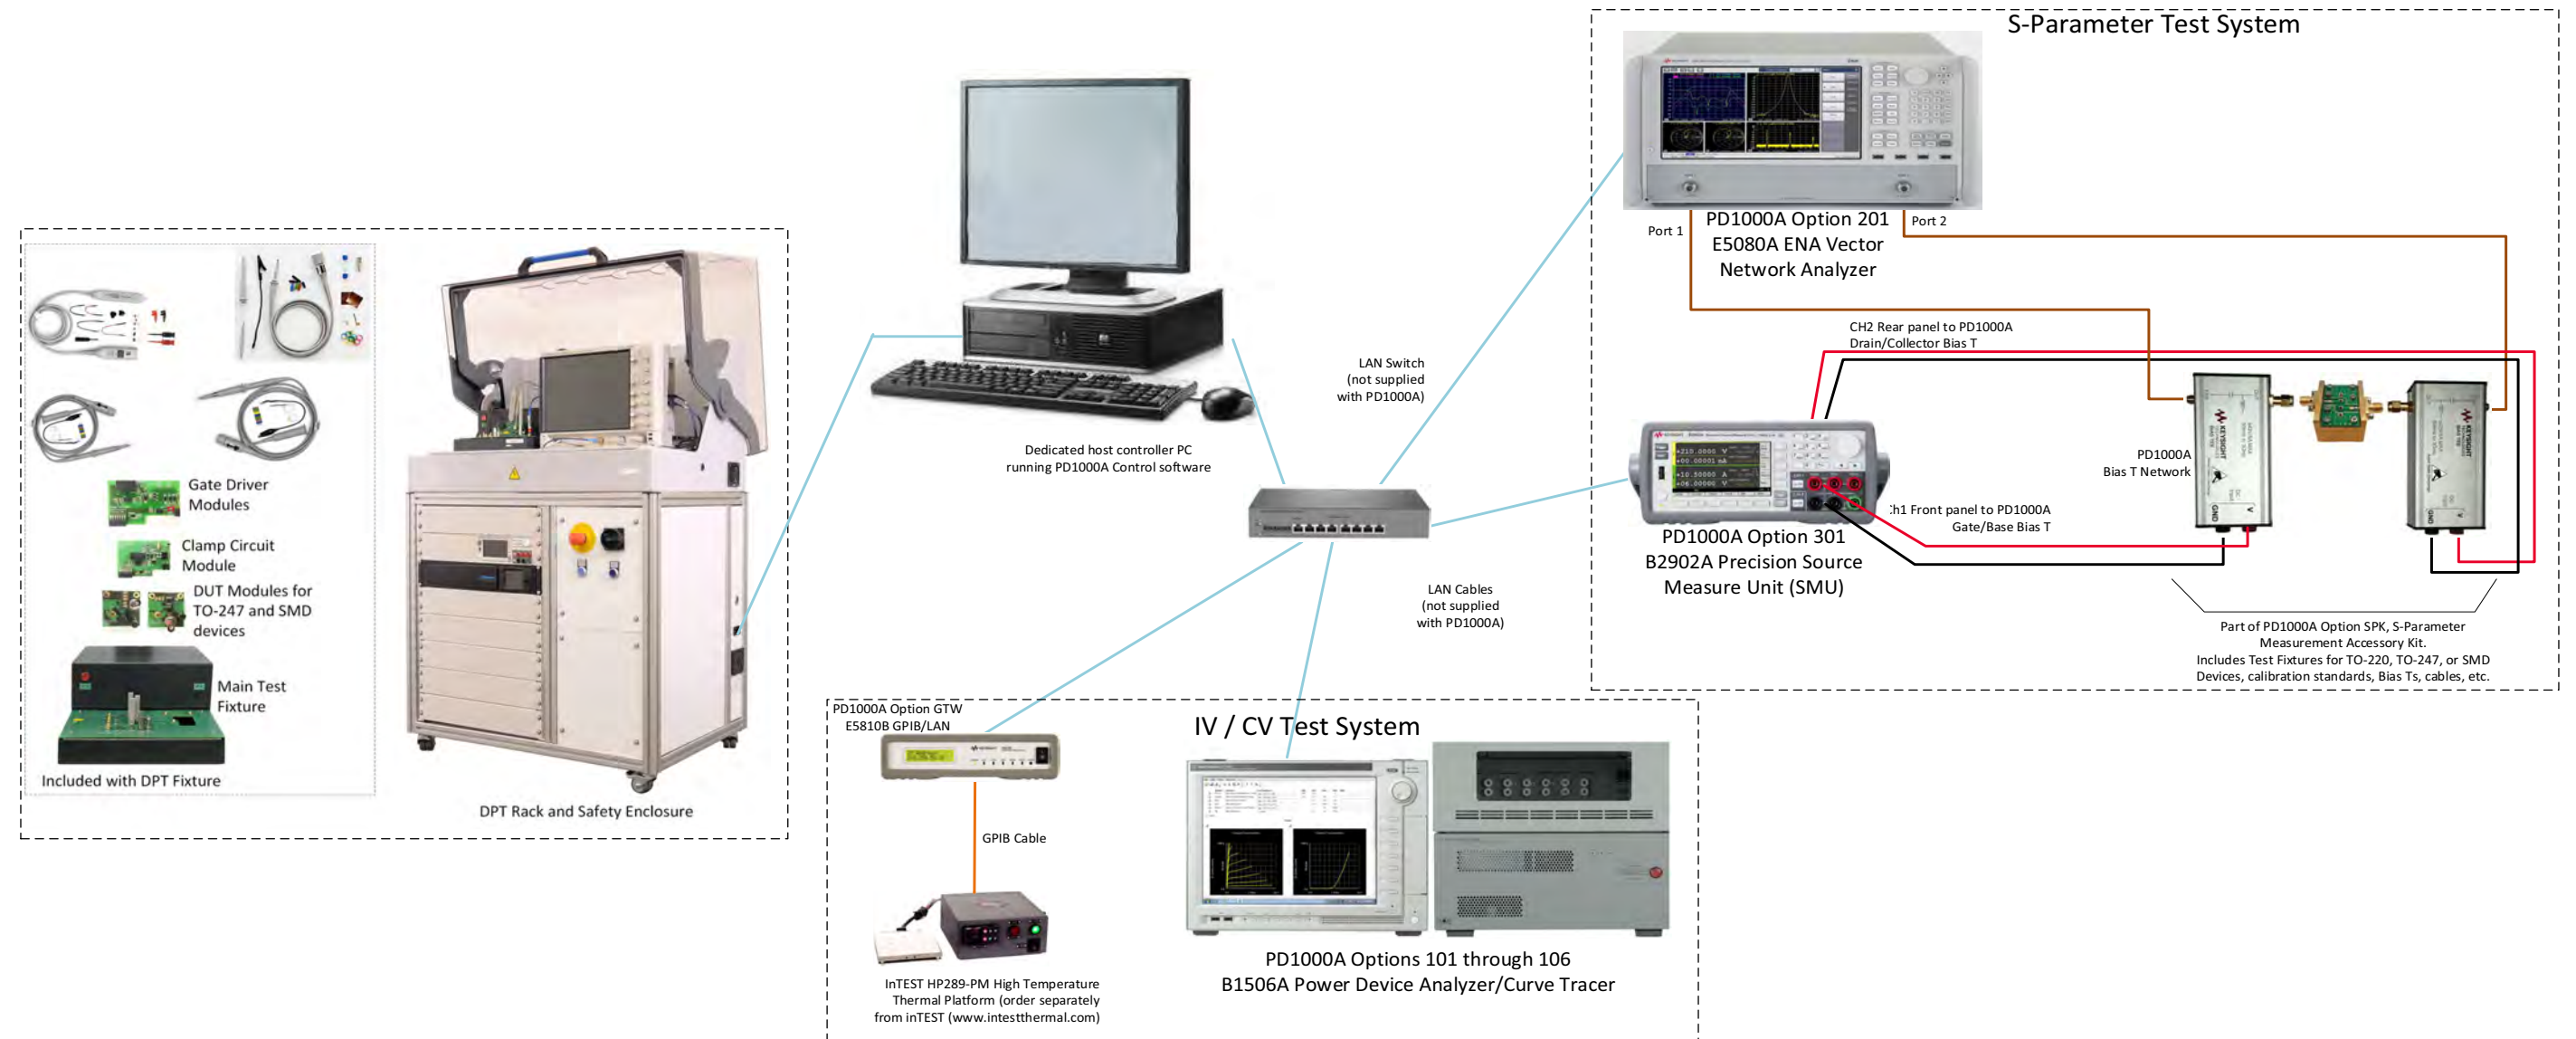 S-Parameter Test System
Port 1
PD1000A Option 201
E5080A ENA Vector
Network Analyzer
Port 2
CH2 Rear panel to PD1000A
Drain/Collector Bias T
LAN Switch
(not supplied
with PD1000A)
Dedicated host controller PC
running PD1000A Control software
PD1000A
Bias T Network
KEYSIGHT
GND
V
KEYSIGHT
GND
V
Ch1 Front panel to PD1000A
Gate/Base Bias T
PD1000A Option 301
B2902A Precision Source
Measure Unit (SMU)
LAN Cables
(not supplied
with PD1000A)
Part of PD1000A Option SPK, S-Parameter
Measurement Accessory Kit.
Includes Test Fixtures for TO-220, TO-247, or SMD
Devices, calibration standards, Bias Ts, cables, etc.
Gate Driver
Modules
Clamp Circuit
Module
DUT Modules for
TO-247 and SMD
devices
Main Test
Fixture
Included with DPT Fixture
DPT Rack and Safety Enclosure
PD1000A Option GTW
E5810B GPIB/LAN
IV / CV Test System
GPIB Cable
InTEST HP289-PM High Temperature
Thermal Platform (order separately
from inTEST (www.intestthermal.com)
PD1000A Options 101 through 106
B1506A Power Device Analyzer/Curve Tracer